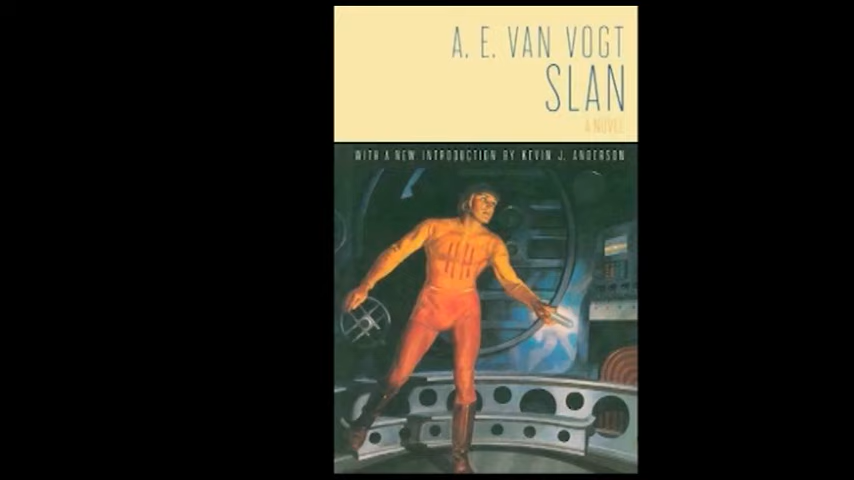 A. E. VAN VOGT
SLAN
A NOVEL
WITH A NEW INTRODUCTION BY KEVIN J. ANDERSON